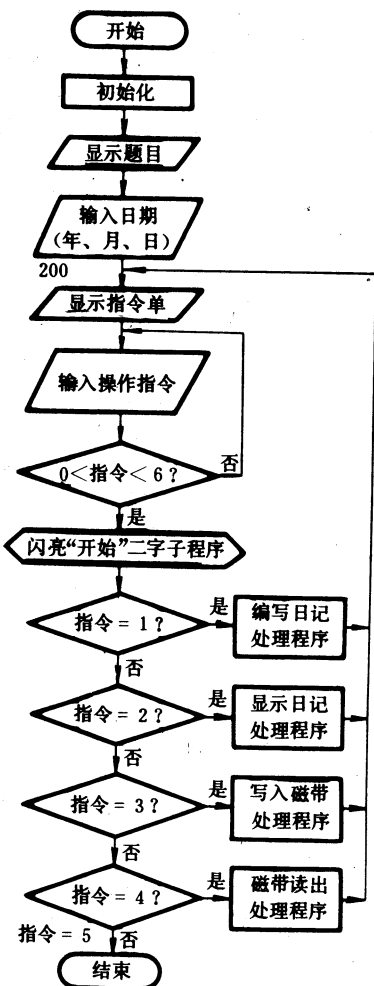 开始
初始化
显示题目
输入日期
（年、月、日）
200
显示指令单
输入操作指令
0＜指令＜6？
否
是
闪亮“开始”二字子程序
指令＝1？
是
编写日记
处理程序
否
指令＝2？
是
显示日记
处理程序
否
指令＝3？
是
写入磁带
处理程序
否
指令＝4？
是
磁带读出
处理程序
指令＝5
否
结束